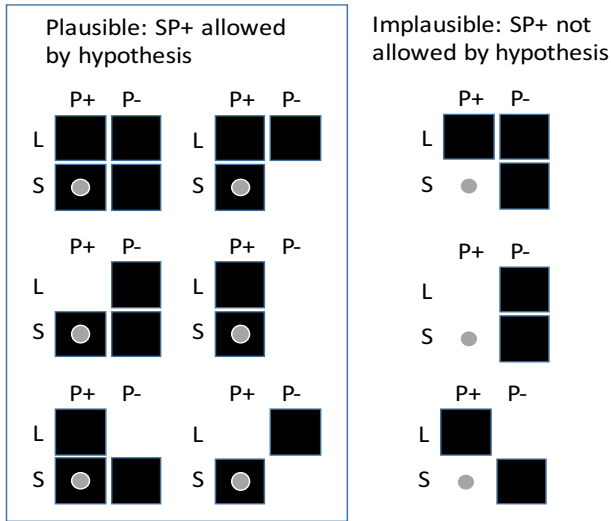 Plausible: SP+ allowed
by hypothesis
Implausible: SP+ not
allowed by hypothesis
P+ P- P+ P- P+ P-
L L L
S S S
P+ P- P+ P- P+ P-
L L L
S S S
P+ P- P+ P- P+ P-
L L L
S S S